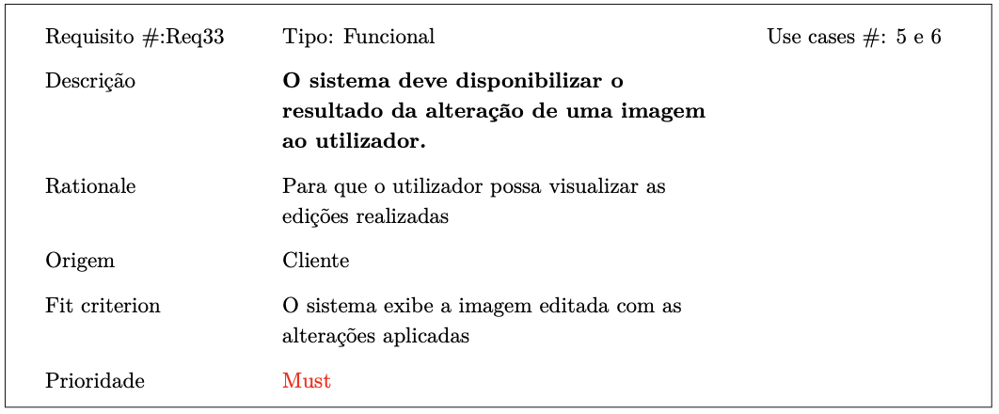 Requisito #:Req33 Tipo: Funcional Use cases #: 5 e 6
Descrição O sistema deve disponibilizar o
resultado da alteração de uma imagem
ao utilizador.
Rationale Para que o utilizador possa visualizar as
edições realizadas
Origem Cliente
Fit criterion O sistema exibe a imagem editada com as
alterações aplicadas
Prioridade Must